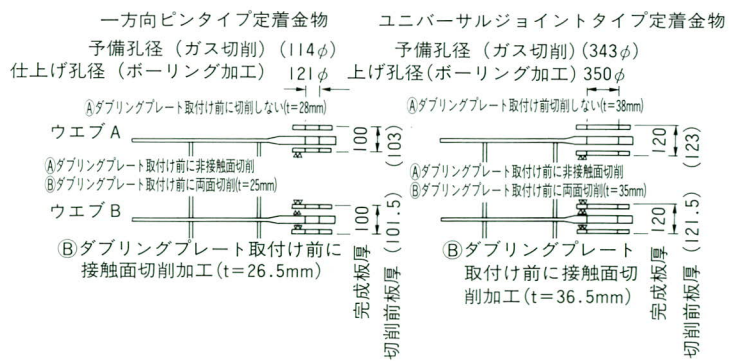 一方向ピンタイプ定着金物
予備孔径（ガス切削）(114φ)
仕上げ孔径（ボーリング加工）121φ
Ⓐダブリングプレート取付け前に切削しない(t=28mm)
ウエブA
100
(103)
Ⓐダブリングプレート取付け前に非接触面切削
Ⓑダブリングプレート取付け前に両面切削(t=25mm)
ウエブB
100
(101.5)
Ⓑダブリングプレート取付け前に
接触面切削加工(t=26.5mm)
完成板厚
切削前板厚
ユニバーサルジョイントタイプ定着金物
予備孔径（ガス切削）(343φ)
上げ孔径(ボーリング加工)350φ
Ⓐダブリングプレート取付け前切削しない(t=38mm)
120
(123)
Ⓐダブリングプレート取付け前に非接触面切削
Ⓑダブリングプレート取付け前に両面切削(t=35mm)
120
(121.5)
Ⓑダブリングプレート
取付け前に接触面切
削加工(t=36.5mm)
完成板厚
切削前板厚